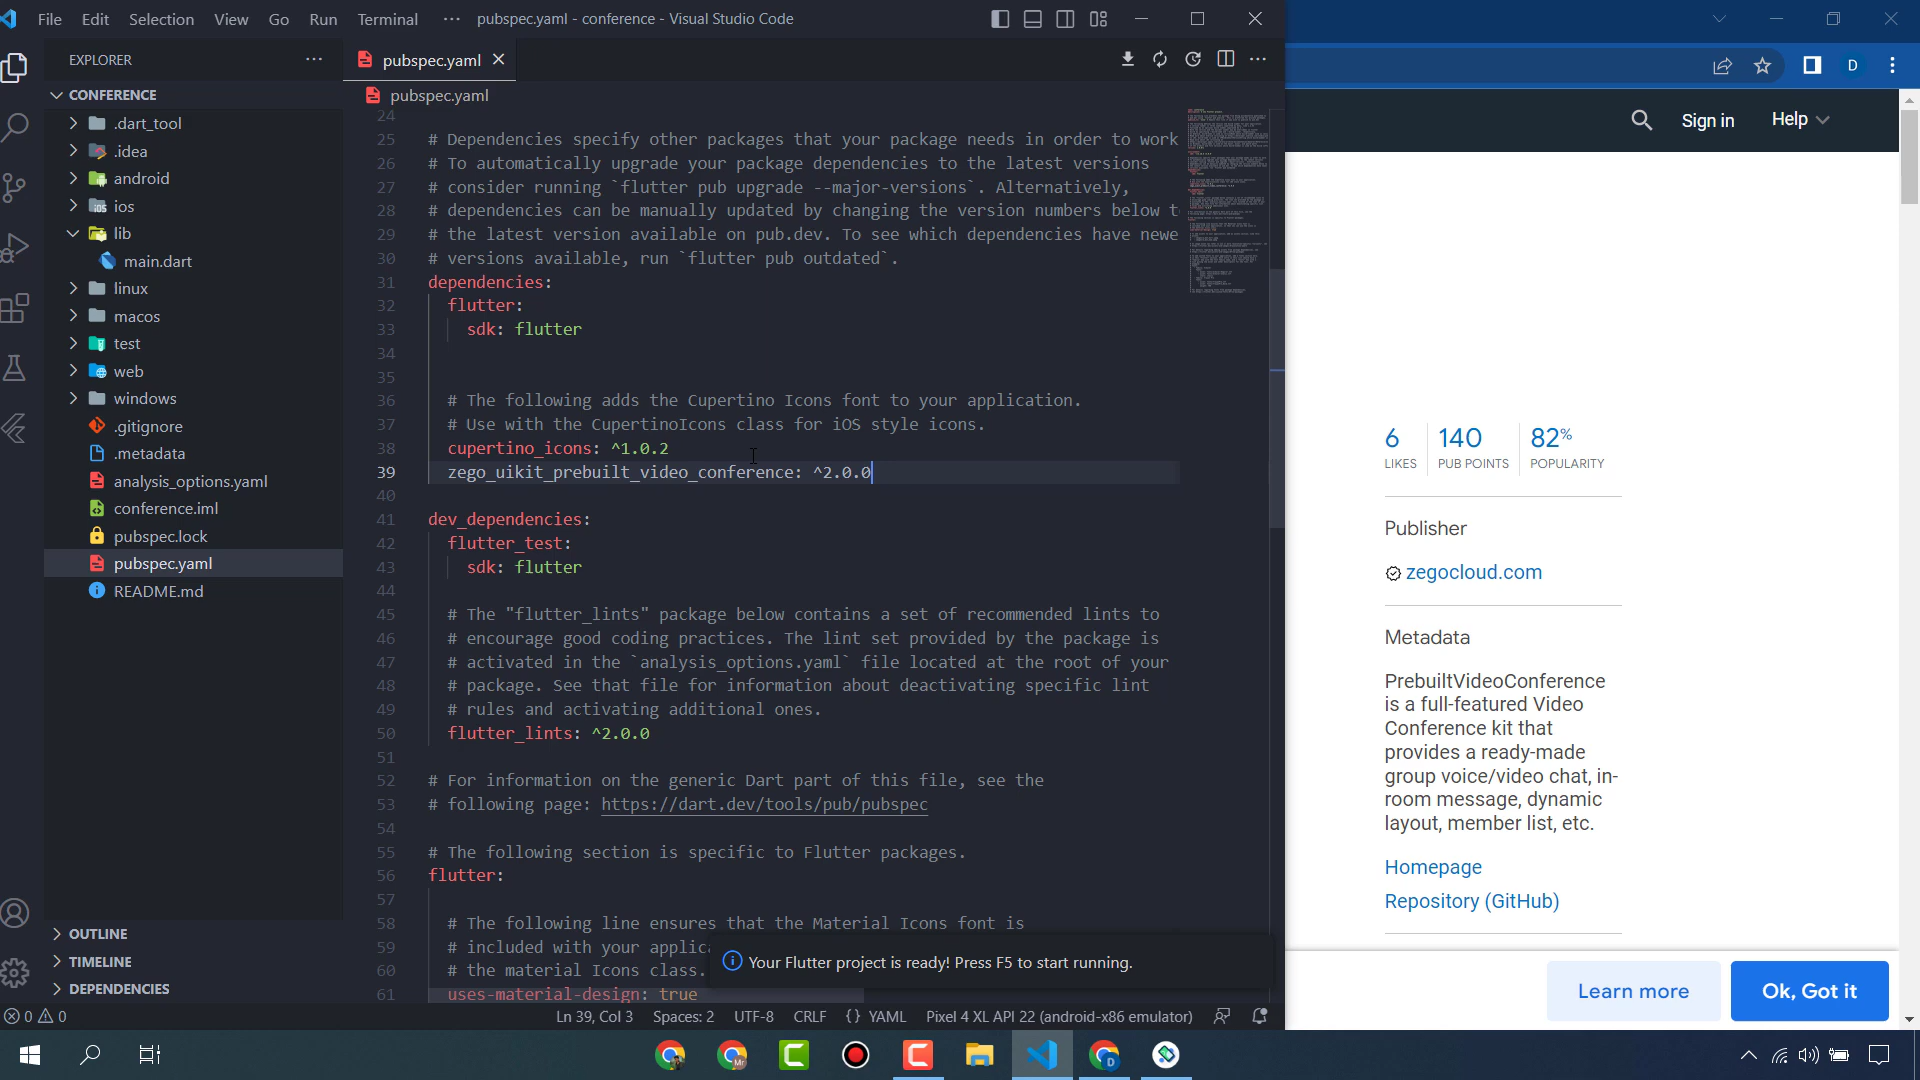 File Edit Selection View Go Run Terminal ··· pubspec.yaml - conference - Visual Studio Code
EXPLORER
CONFERENCE
.dart_tool
.idea
android
ios
lib
main.dart
linux
macos
test
web
windows
.gitignore
.metadata
analysis_options.yaml
conference.iml
pubspec.lock
pubspec.yaml
README.md
OUTLINE
TIMELINE
DEPENDENCIES
pubspec.yaml
pubspec.yaml
24
25 # Dependencies specify other packages that your package needs in order to work
26 # To automatically upgrade your package dependencies to the latest versions
27 # consider running `flutter pub upgrade --major-versions`. Alternatively,
28 # dependencies can be manually updated by changing the version numbers below t
29 # the latest version available on pub.dev. To see which dependencies have newe
30 # versions available, run `flutter pub outdated`.
31 dependencies:
32 flutter:
33 sdk: flutter
34
35
36 # The following adds the Cupertino Icons font to your application.
37 # Use with the CupertinoIcons class for iOS style icons.
38 cupertino_icons: ^1.0.2
39 zego_uikit_prebuilt_video_conference: ^2.0.0
40
41 dev_dependencies:
42 flutter_test:
43 sdk: flutter
44
45 # The "flutter_lints" package below contains a set of recommended lints to
46 # encourage good coding practices. The lint set provided by the package is
47 # activated in the `analysis_options.yaml` file located at the root of your
48 # package. See that file for information about deactivating specific lint
49 # rules and activating additional ones.
50 flutter_lints: ^2.0.0
51
52 # For information on the generic Dart part of this file, see the
53 # following page: https://dart.dev/tools/pub/pubspec
54
55 # The following section is specific to Flutter packages.
56 flutter:
57
58 # The following line ensures that the Material Icons font is
59 # included with your applic
60 # the material Icons class.
61 uses-material-design: true
Your Flutter project is ready! Press F5 to start running.
0 0
Ln 39, Col 3 Spaces: 2 UTF-8 CRLF {} YAML Pixel 4 XL API 22 (android-x86 emulator)
D
Sign in Help
6 140 82%
LIKES PUB POINTS POPULARITY
Publisher
zegocloud.com
Metadata
PrebuiltVideoConference
is a full-featured Video
Conference kit that
provides a ready-made
group voice/video chat, in-
room message, dynamic
layout, member list, etc.
Homepage
Repository (GitHub)
Learn more Ok, Got it